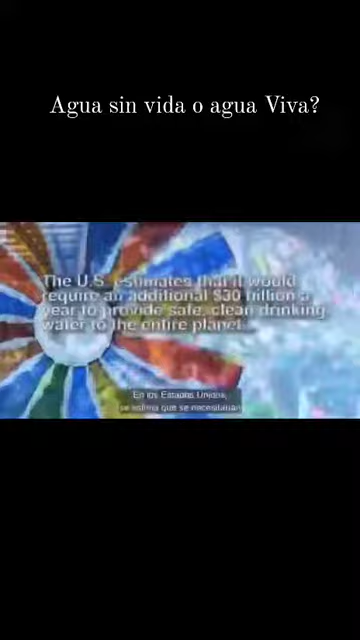 Agua sin vida o agua Viva?
The U.S. estimates that it would
require an additional $30 billion a
year to provide safe, clean drinking
water to the entire planet...
En los Estados Unidos,
se estima que se necesitarían